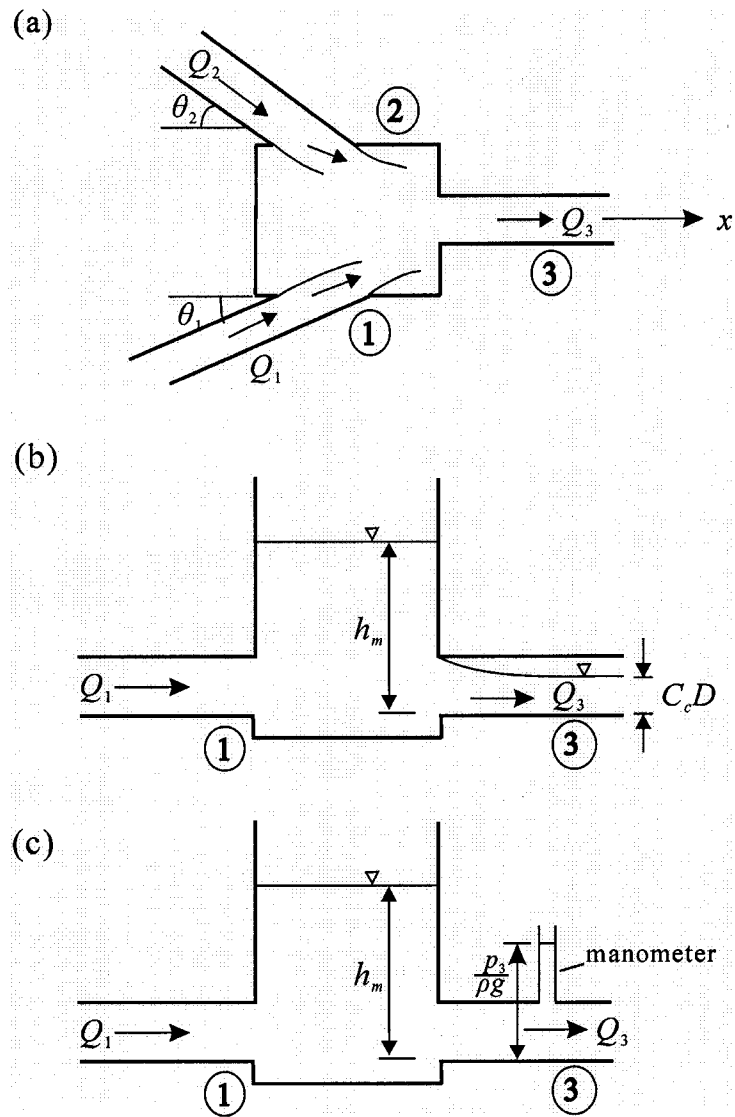 (a)
Q₂
θ₂
②
Q₃
x
③
θ₁
①
Q₁
(b)
hₘ
Q₁
Q₃
C_cD
①
③
(c)
hₘ
p₃/ρg
manometer
Q₁
Q₃
①
③